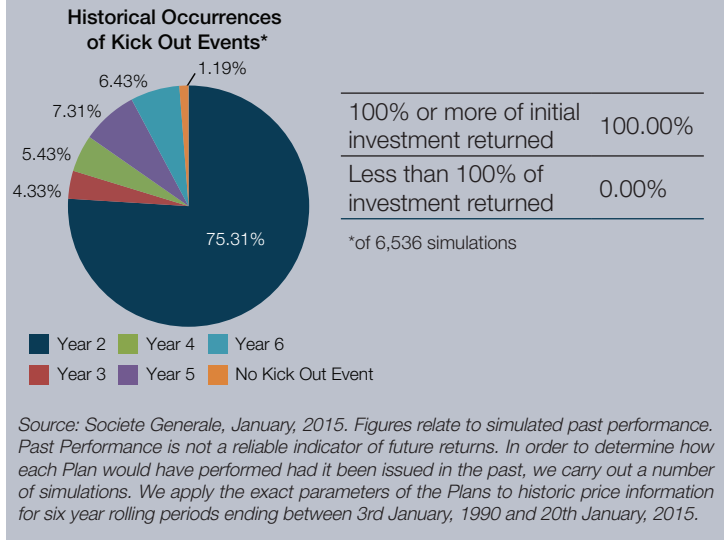 Historical Occurrences
of Kick Out Events*
1.19%
6.43%
7.31%
5.43%
4.33%
75.31%
100% or more of initial
investment returned 100.00%
Less than 100% of
investment returned 0.00%
*of 6,536 simulations
Year 2 Year 4 Year 6
Year 3 Year 5 No Kick Out Event
Source: Societe Generale, January, 2015. Figures relate to simulated past performance.
Past Performance is not a reliable indicator of future returns. In order to determine how
each Plan would have performed had it been issued in the past, we carry out a number
of simulations. We apply the exact parameters of the Plans to historic price information
for six year rolling periods ending between 3rd January, 1990 and 20th January, 2015.